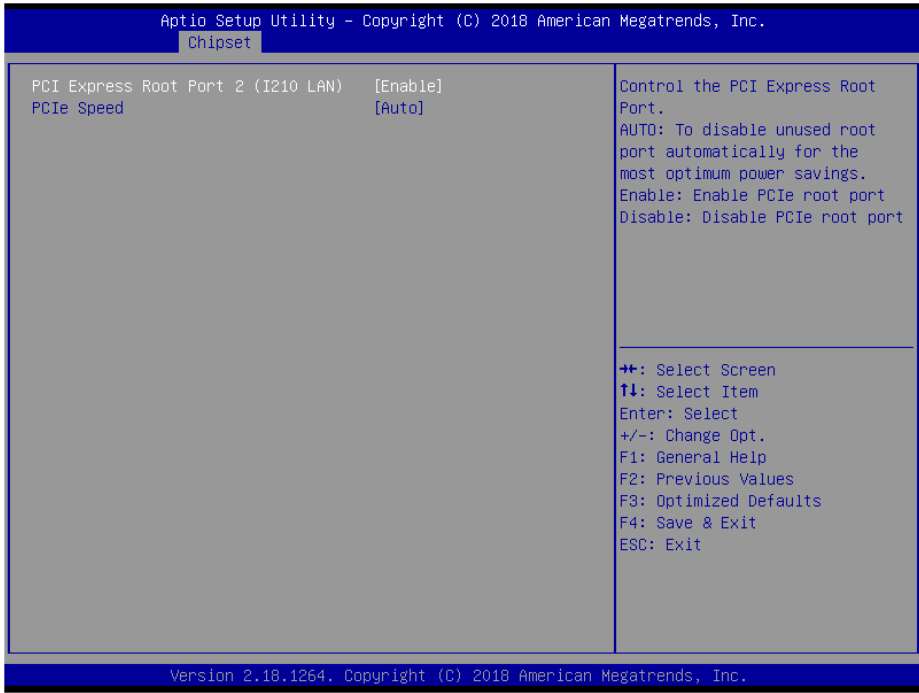 Aptio Setup Utility – Copyright (C) 2018 American Megatrends, Inc.
Chipset
PCI Express Root Port 2 (I210 LAN) [Enable]
PCIe Speed [Auto]
Control the PCI Express Root
Port.
AUTO: To disable unused root
port automatically for the
most optimum power savings.
Enable: Enable PCIe root port
Disable: Disable PCIe root port
→←: Select Screen
↑↓: Select Item
Enter: Select
+/-: Change Opt.
F1: General Help
F2: Previous Values
F3: Optimized Defaults
F4: Save & Exit
ESC: Exit
Version 2.18.1264. Copyright (C) 2018 American Megatrends, Inc.